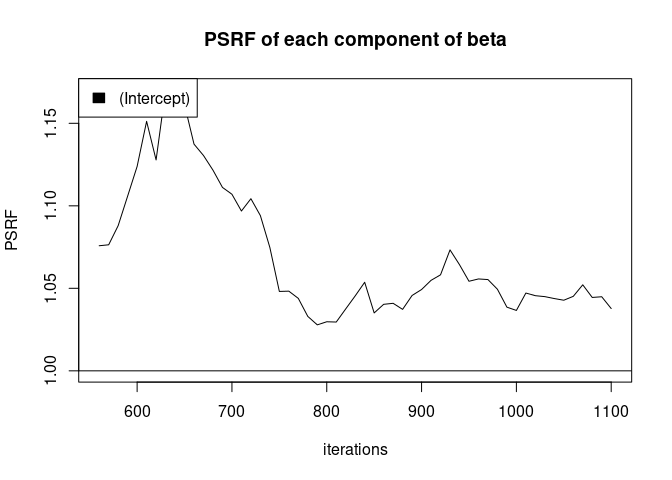 PSRF of each component of beta
(Intercept)
PSRF
1.15
1.10
1.05
1.00
600 700 800 900 1000 1100
iterations